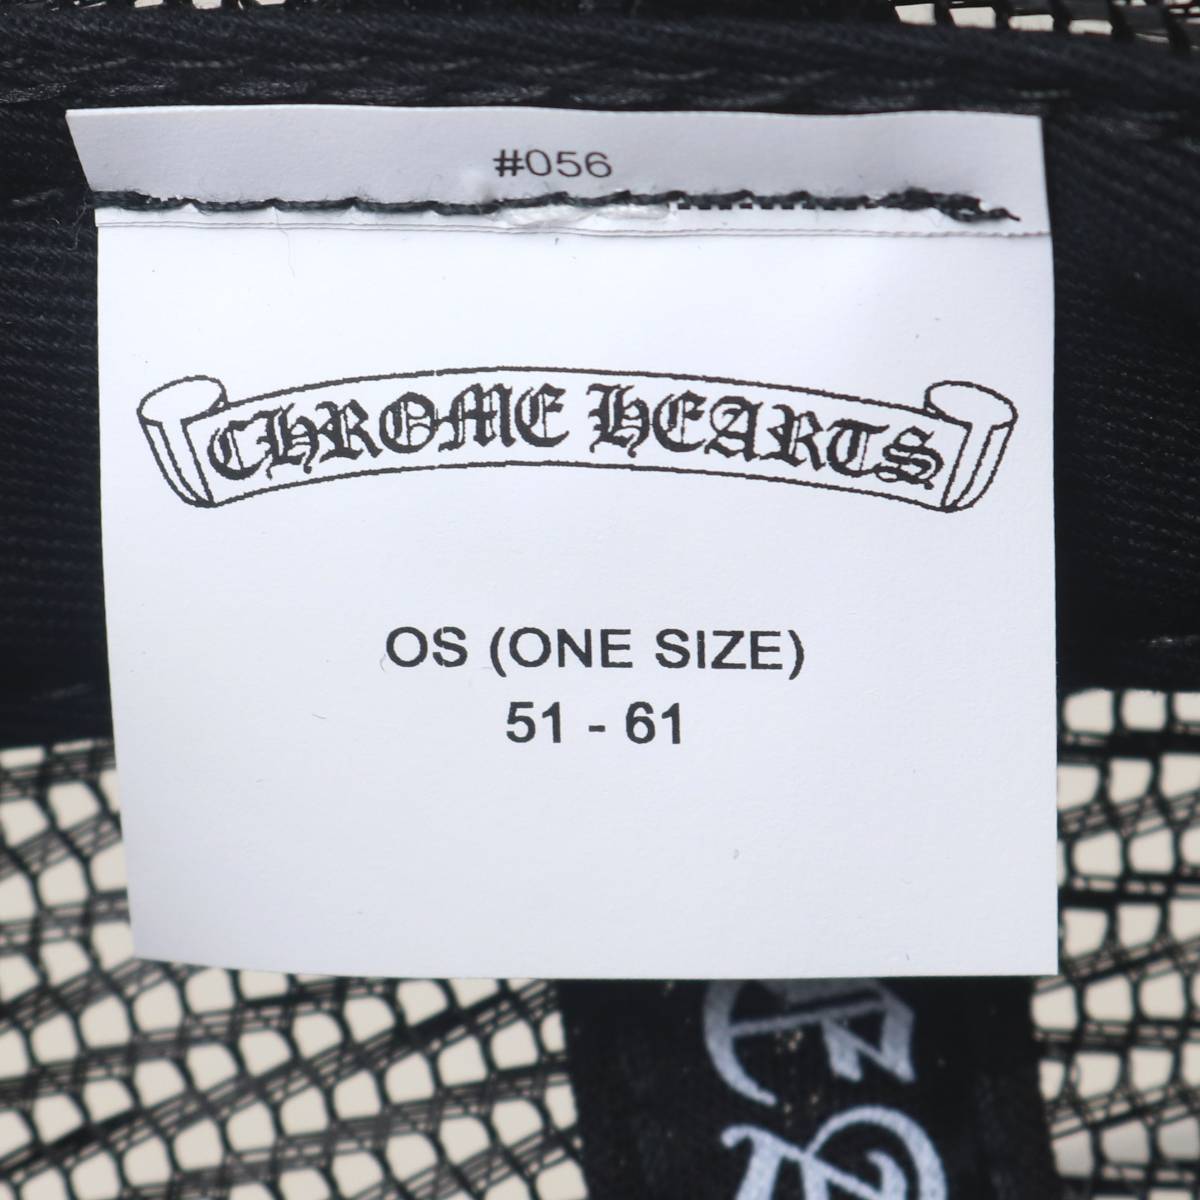 #056
CHROME HEARTS
OS (ONE SIZE)
51 - 61